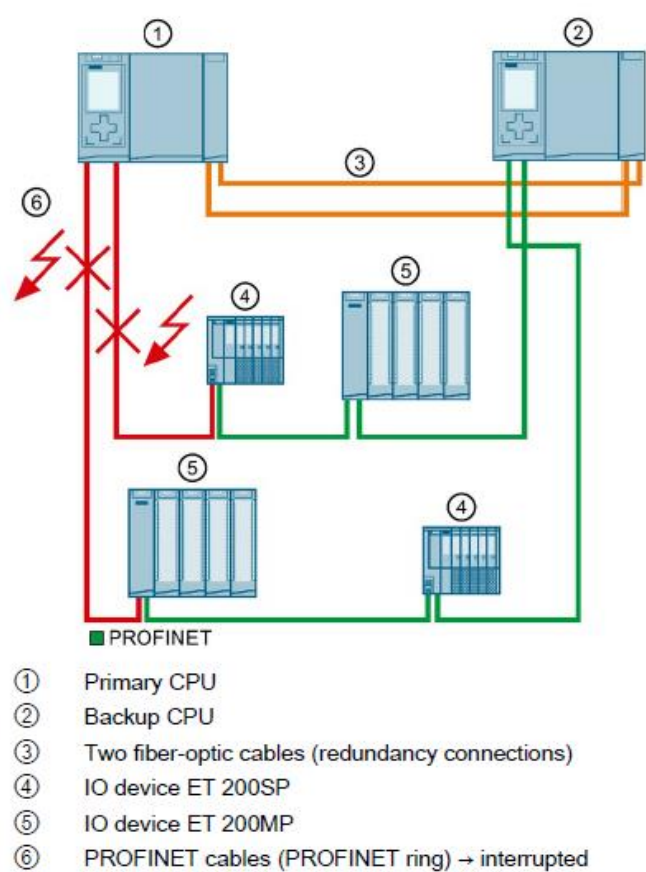 ①
②
③
⑥
④
⑤
⑤
④
PROFINET
① Primary CPU
② Backup CPU
③ Two fiber-optic cables (redundancy connections)
④ IO device ET 200SP
⑤ IO device ET 200MP
⑥ PROFINET cables (PROFINET ring) → interrupted